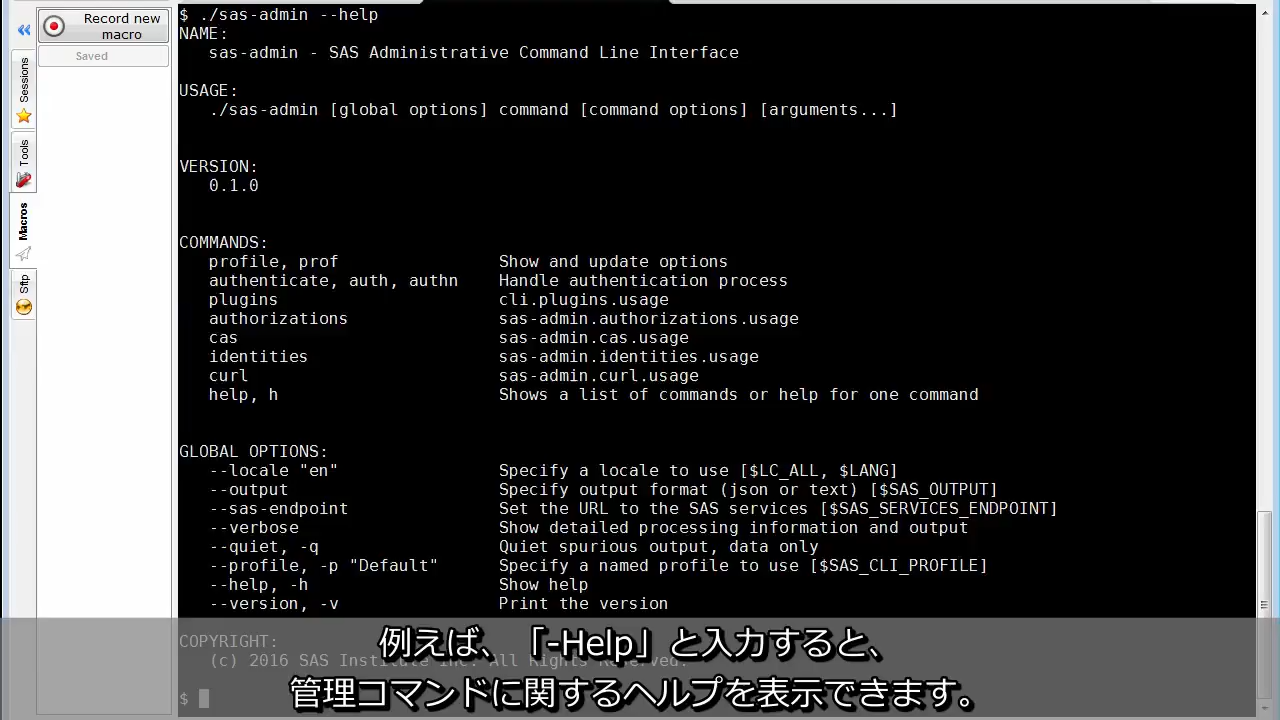 Record new
macro
Saved
Sessions
Tools
Macros
Sftp
$ ./sas-admin --help
NAME:
sas-admin - SAS Administrative Command Line Interface
USAGE:
./sas-admin [global options] command [command options] [arguments...]
VERSION:
0.1.0
COMMANDS:
profile, prof Show and update options
authenticate, auth, authn Handle authentication process
plugins cli.plugins.usage
authorizations sas-admin.authorizations.usage
cas sas-admin.cas.usage
identities sas-admin.identities.usage
curl sas-admin.curl.usage
help, h Shows a list of commands or help for one command
GLOBAL OPTIONS:
--locale "en" Specify a locale to use [$LC_ALL, $LANG]
--output Specify output format (json or text) [$SAS_OUTPUT]
--sas-endpoint Set the URL to the SAS services [$SAS_SERVICES_ENDPOINT]
--verbose Show detailed processing information and output
--quiet, -q Quiet spurious output, data only
--profile, -p "Default" Specify a named profile to use [$SAS_CLI_PROFILE]
--help, -h Show help
--version, -v Print the version
COPYRIGHT:
(c) 2016 SAS Institute Inc. All Rights Reserved.
$
例えば、「-Help」と入力すると、
管理コマンドに関するヘルプを表示できます。